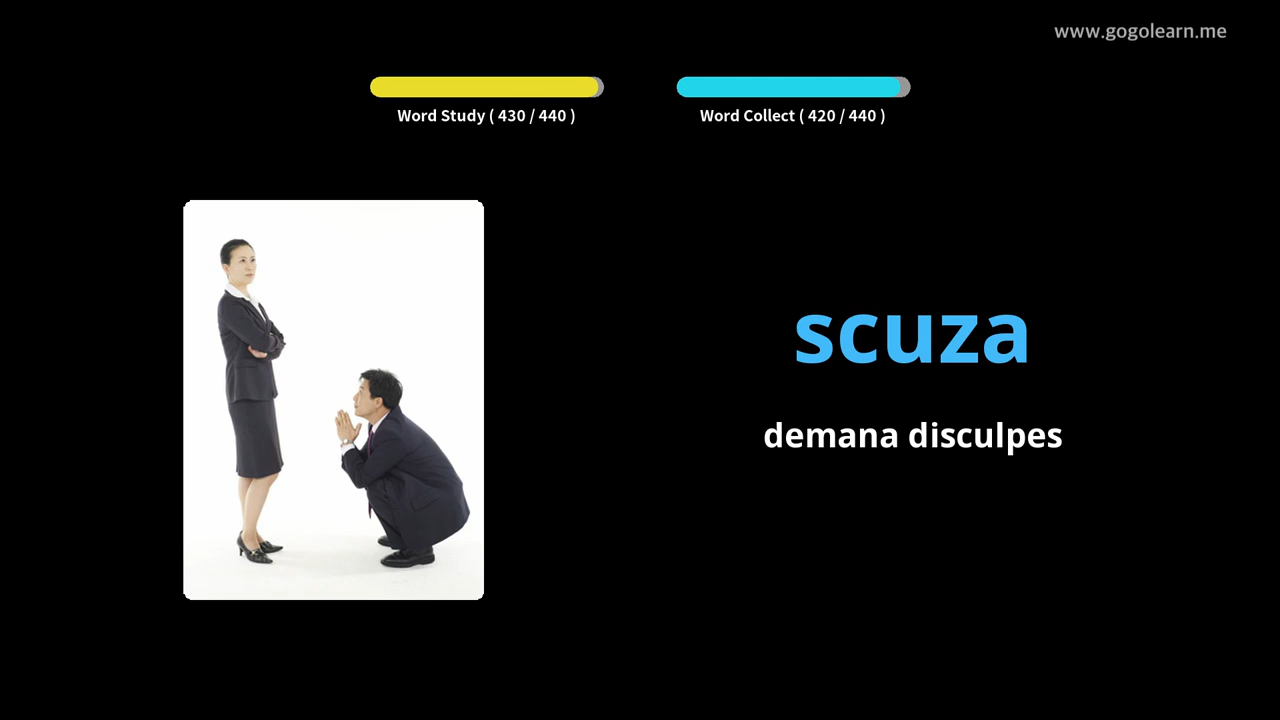 www.gogolearn.me
Word Study ( 430 / 440 )
Word Collect ( 420 / 440 )
scuza
demana disculpes